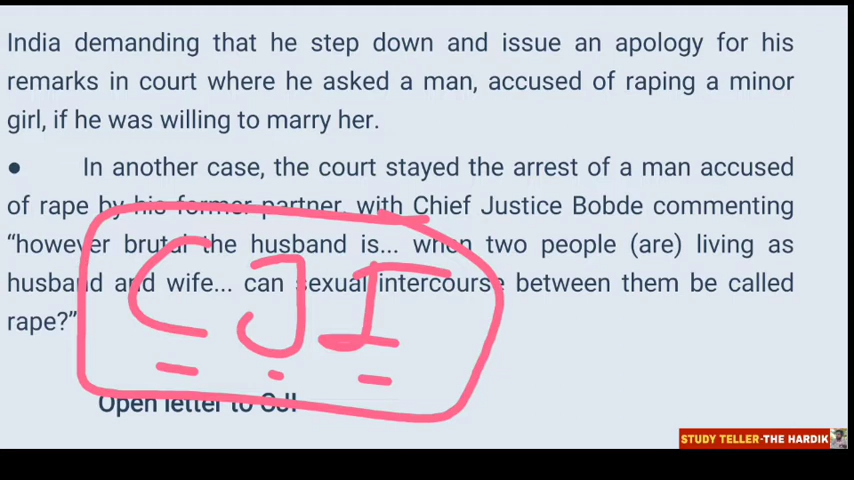 India demanding that he step down and issue an apology for his
remarks in court where he asked a man, accused of raping a minor
girl, if he was willing to marry her.
● In another case, the court stayed the arrest of a man accused
of rape by his former partner, with Chief Justice Bobde commenting
“however brutal the husband is... when two people (are) living as
husband and wife... can sexual intercourse between them be called
rape?”
CJI
Open letter to CJI
STUDY TELLER-THE HARDIK